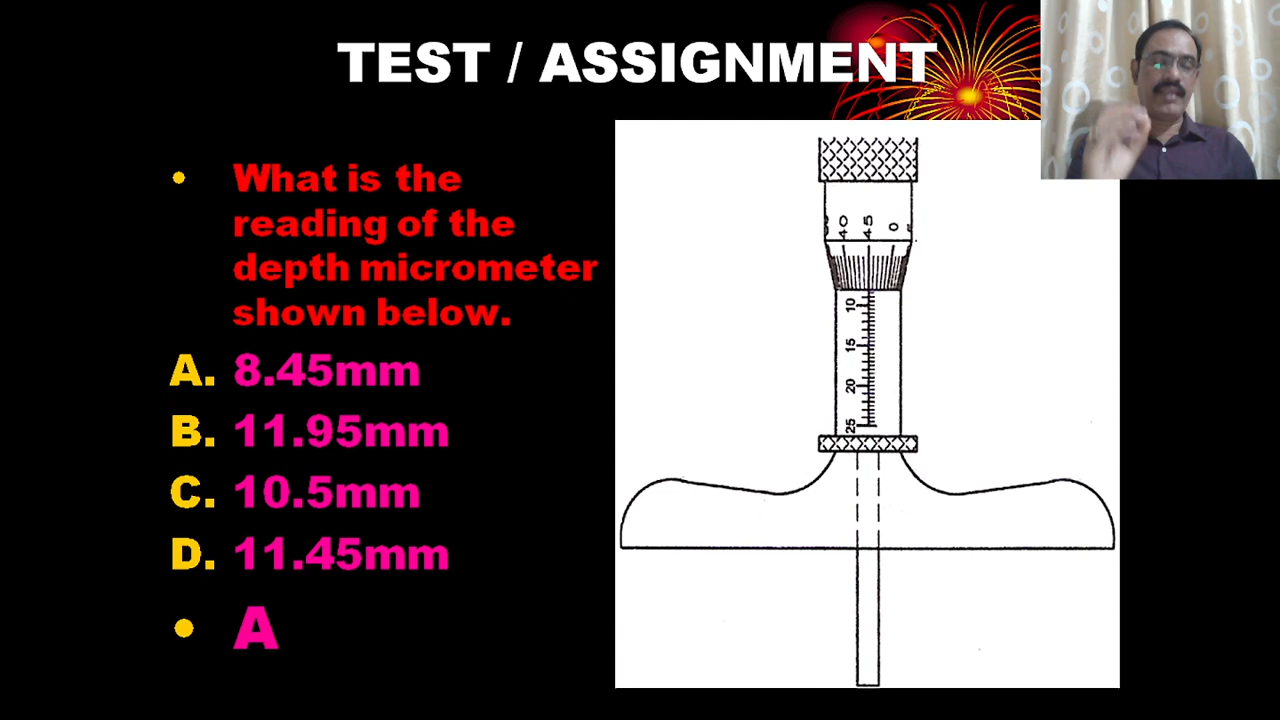 TEST / ASSIGNMENT
• What is the
reading of the
depth micrometer
shown below.
A. 8.45mm
B. 11.95mm
C. 10.5mm
D. 11.45mm
• A
40 45 0
10
15
20
25